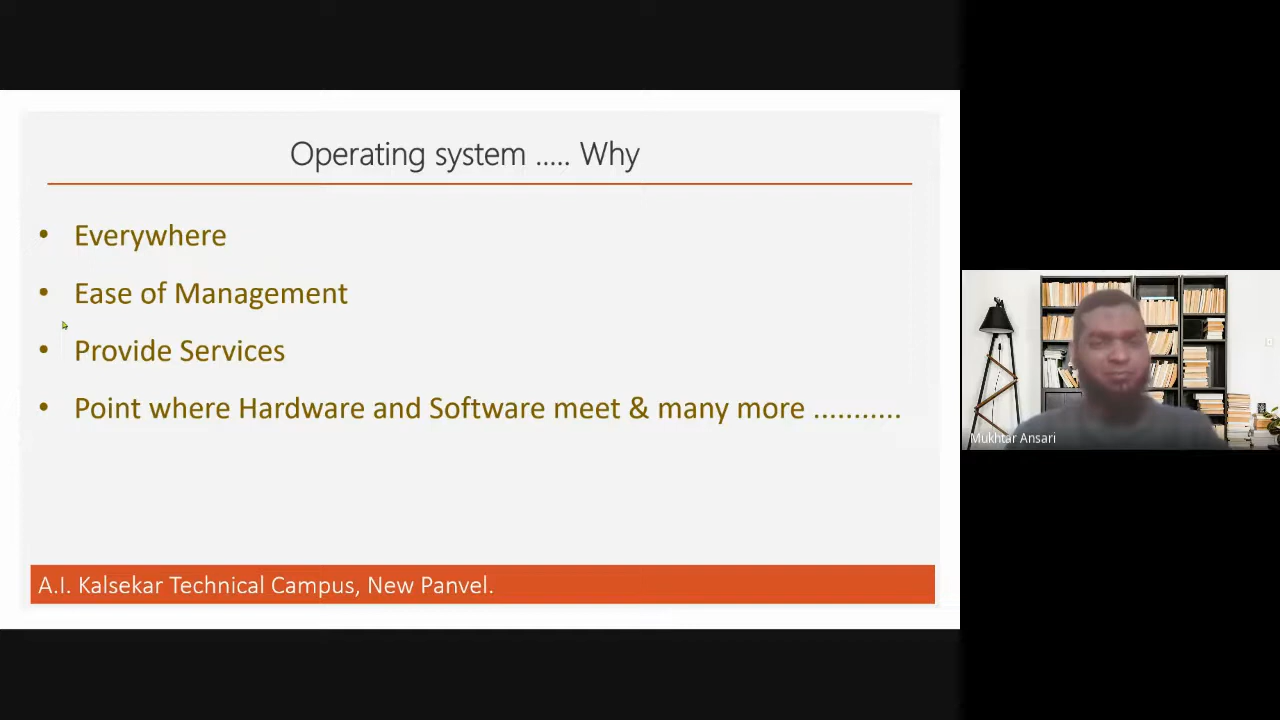 Operating system ..... Why
• Everywhere
• Ease of Management
• Provide Services
• Point where Hardware and Software meet & many more ...........
A.I. Kalsekar Technical Campus, New Panvel.
Mukhtar Ansari